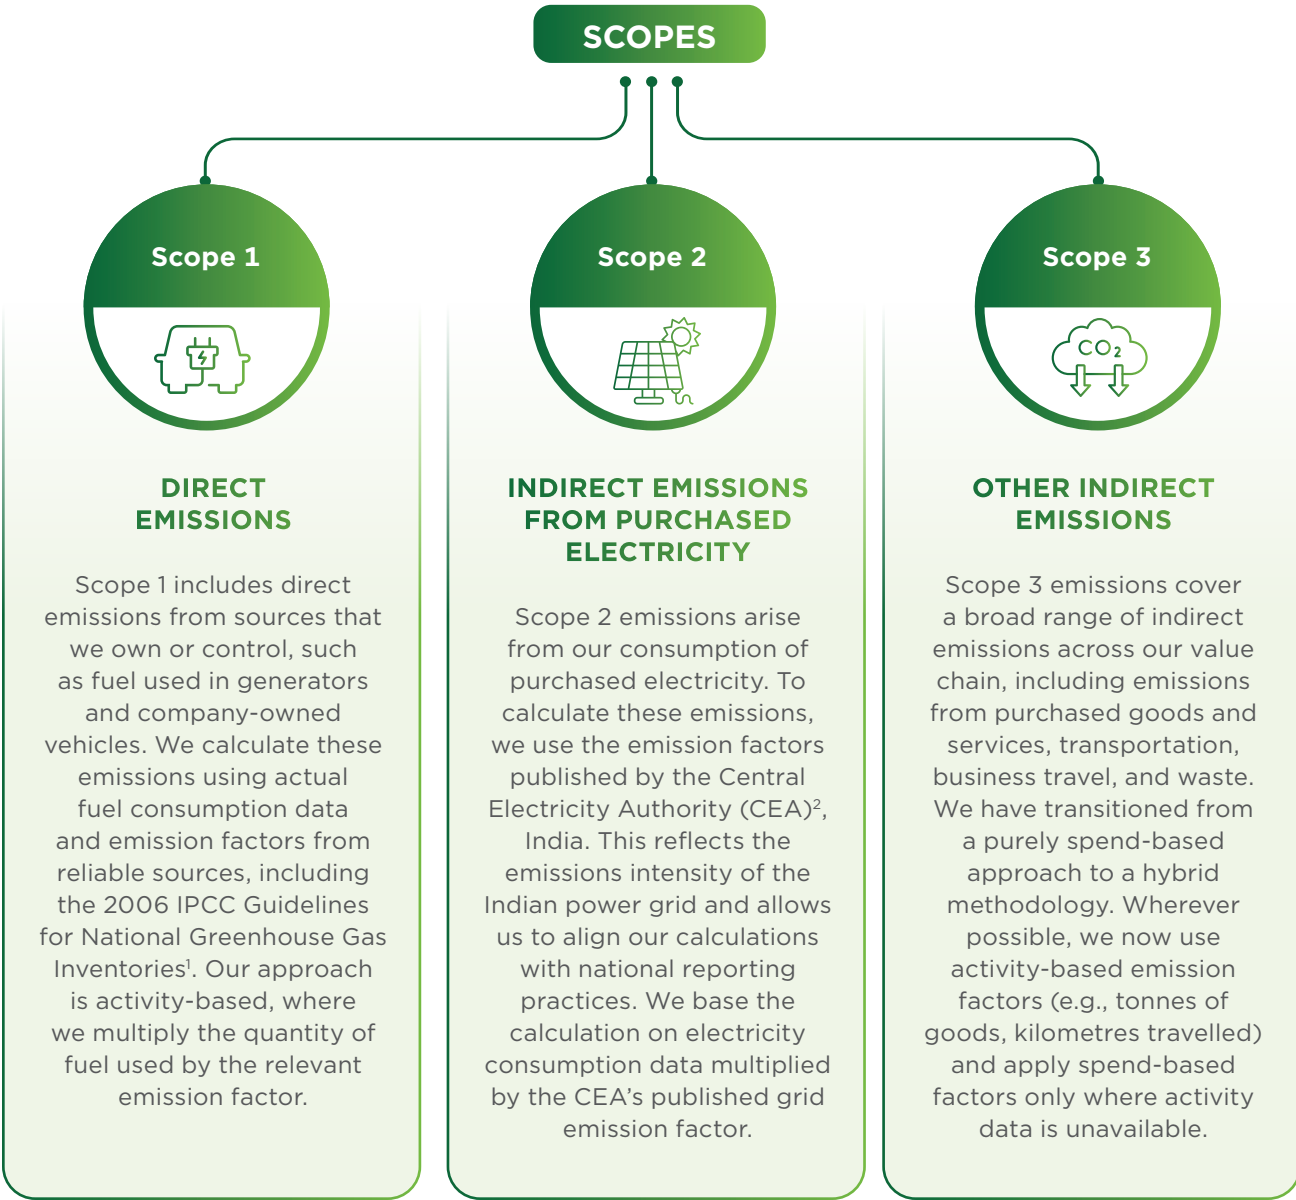 SCOPES
Scope 1
DIRECT
EMISSIONS
Scope 1 includes direct
emissions from sources that
we own or control, such
as fuel used in generators
and company-owned
vehicles. We calculate these
emissions using actual
fuel consumption data
and emission factors from
reliable sources, including
the 2006 IPCC Guidelines
for National Greenhouse Gas
Inventories¹. Our approach
is activity-based, where
we multiply the quantity of
fuel used by the relevant
emission factor.
Scope 2
INDIRECT EMISSIONS
FROM PURCHASED
ELECTRICITY
Scope 2 emissions arise
from our consumption of
purchased electricity. To
calculate these emissions,
we use the emission factors
published by the Central
Electricity Authority (CEA)²,
India. This reflects the
emissions intensity of the
Indian power grid and allows
us to align our calculations
with national reporting
practices. We base the
calculation on electricity
consumption data multiplied
by the CEA’s published grid
emission factor.
Scope 3
CO₂
OTHER INDIRECT
EMISSIONS
Scope 3 emissions cover
a broad range of indirect
emissions across our value
chain, including emissions
from purchased goods and
services, transportation,
business travel, and waste.
We have transitioned from
a purely spend-based
approach to a hybrid
methodology. Wherever
possible, we now use
activity-based emission
factors (e.g., tonnes of
goods, kilometres travelled)
and apply spend-based
factors only where activity
data is unavailable.